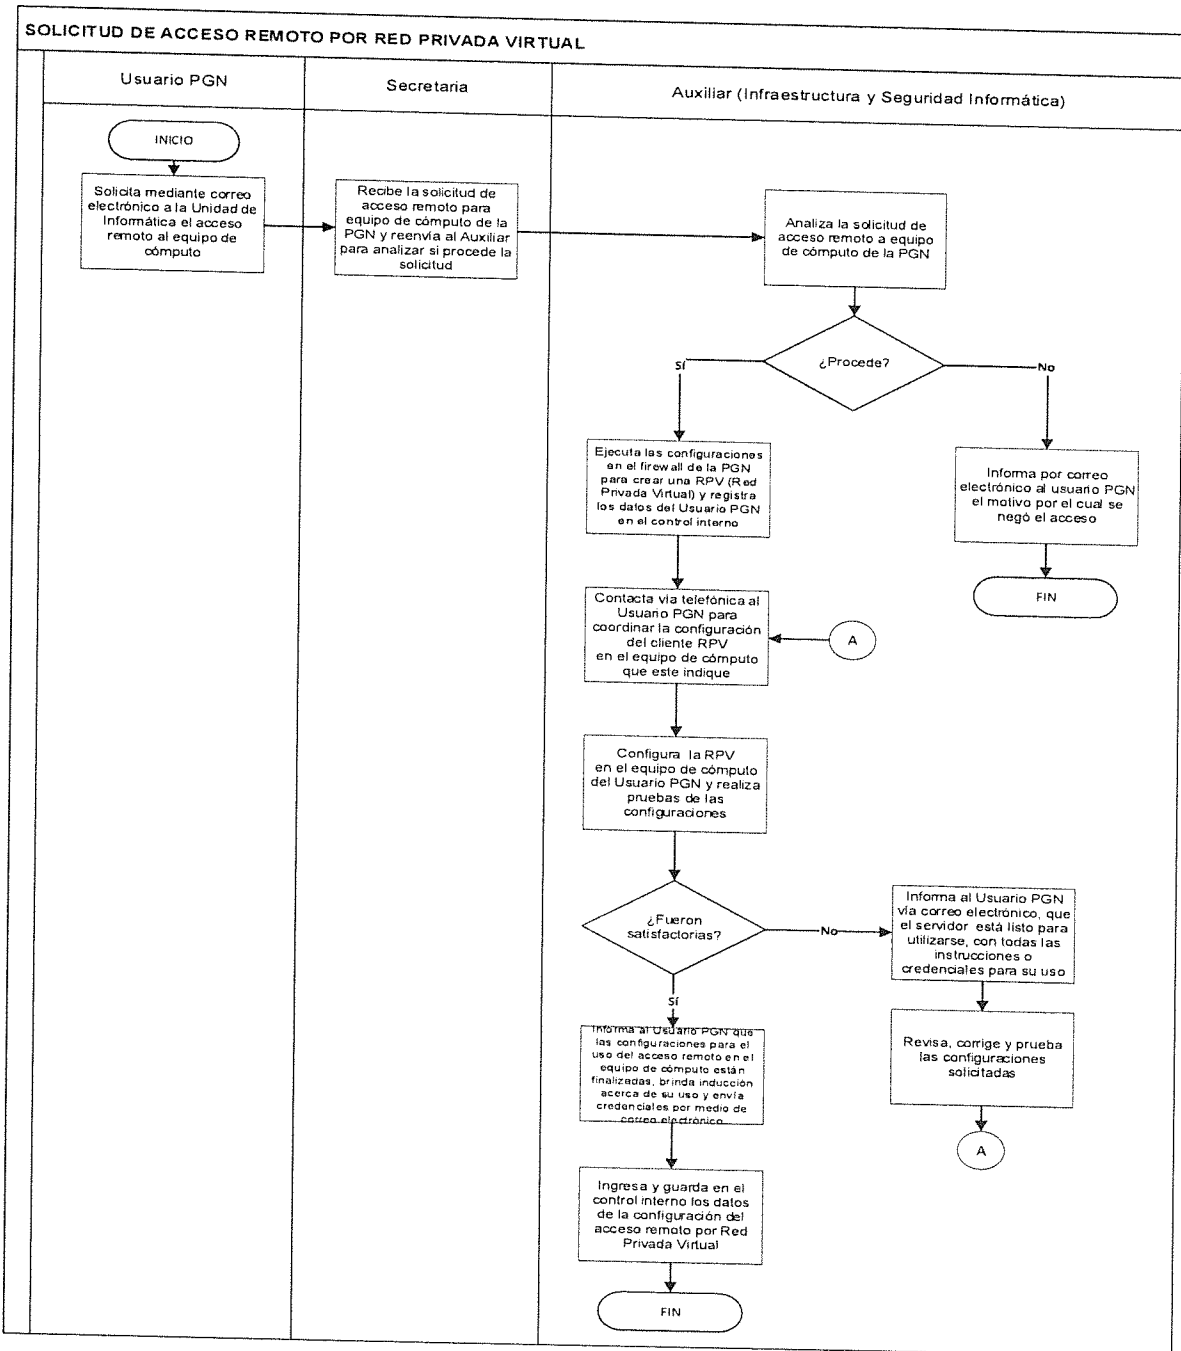 SOLICITUD DE ACCESO REMOTO POR RED PRIVADA VIRTUAL
Usuario PGN
Secretaria
Auxiliar (Infraestructura y Seguridad Informática)
INICIO
Solicita mediante correo
electrónico a la Unidad de
Informática el acceso
remoto al equipo de
cómputo
Recibe la solicitud de
acceso remoto para
equipo de cómputo de la
PGN y reenvía al Auxiliar
para analizar si procede la
solicitud
Analiza la solicitud de
acceso remoto a equipo
de cómputo de la PGN
¿Procede?
Sí
No
Ejecuta las configuraciones
en el firewall de la PGN
para crear una RPV (Red
Privada Virtual) y registra
los datos del Usuario PGN
en el control interno
Informa por correo
electrónico al usuario PGN
el motivo por el cual se
negó el acceso
FIN
Contacta vía telefónica al
Usuario PGN para
coordinar la configuración
del cliente RPV
en el equipo de cómputo
que este indique
A
Configura la RPV
en el equipo de cómputo
del Usuario PGN y realiza
pruebas de las
configuraciones
¿Fueron
satisfactorias?
No
Informa al Usuario PGN
vía correo electrónico, que
el servidor está listo para
utilizarse, con todas las
instrucciones o
credenciales para su uso
Sí
Informa al Usuario PGN que
las configuraciones para el
uso del acceso remoto en el
equipo de cómputo están
finalizadas, brinda inducción
acerca de su uso y envía
credenciales por medio de
correo electrónico
Revisa, corrige y prueba
las configuraciones
solicitadas
A
Ingresa y guarda en el
control interno los datos
de la configuración del
acceso remoto por Red
Privada Virtual
FIN